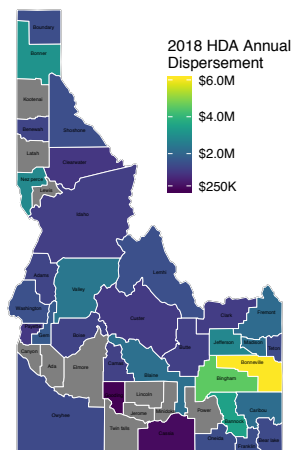 2018 HDA Annual
Dispersement
$6.0M
$4.0M
$2.0M
$250K
Boundary
Bonner
Kootenai
Benewah
Shoshone
Latah
Clearwater
Nez perce
Lewis
Idaho
Adams
Valley
Lemhi
Washington
Custer
Clark
Fremont
Gem
Boise
Butte
Jefferson
Madison
Teton
Canyon
Ada
Elmore
Camas
Blaine
Bonneville
Bingham
Lincoln
Jerome
Minidoka
Power
Bannock
Caribou
Owyhee
Twin falls
Cassia
Oneida
Franklin
Bear lake